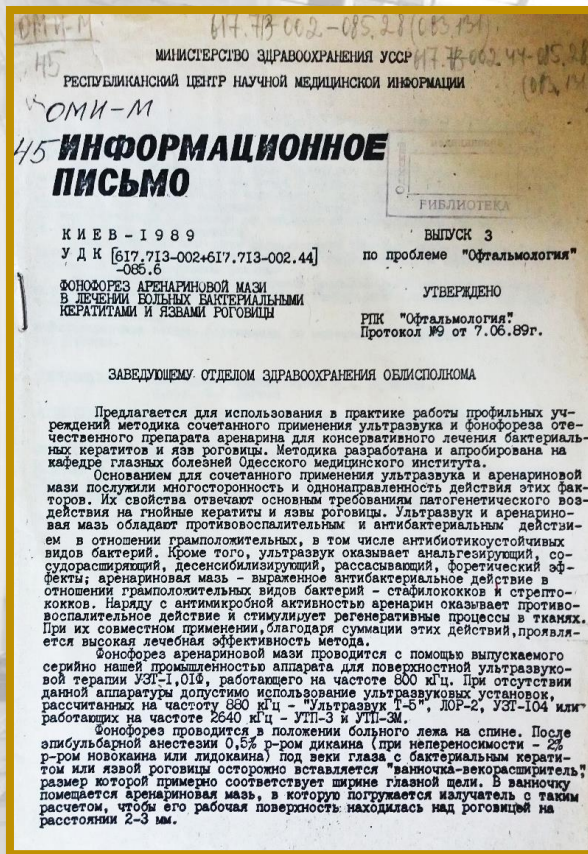 ОМИ-М
617.713-002-085.28(083.131)
45
МИНИСТЕРСТВО ЗДРАВООХРАНЕНИЯ УССР
РЕСПУБЛИКАНСКИЙ ЦЕНТР НАУЧНОЙ МЕДИЦИНСКОЙ ИНФОРМАЦИИ
ОМИ-М
45 ИНФОРМАЦИОННОЕ
ПИСЬМО
БИБЛИОТЕКА
КИЕВ-1989
ВЫПУСК 3
УДК [617.713-002+617.713-002.44]
-085.6
по проблеме "Офтальмология"
ФОНОФОРЕЗ АРЕНАРИНОВОЙ МАЗИ
В ЛЕЧЕНИИ БОЛЬНЫХ БАКТЕРИАЛЬНЫМИ
КЕРАТИТАМИ И ЯЗВАМИ РОГОВИЦЫ
УТВЕРЖДЕНО
РПК "Офтальмология"
Протокол №9 от 7.06.89г.
ЗАВЕДУЮЩЕМУ ОТДЕЛОМ ЗДРАВООХРАНЕНИЯ ОБЛИСПОЛКОМА
Предлагается для использования в практике работы профильных уч-
реждений методика сочетанного применения ультразвука и фонофореза оте-
чественного препарата аренарина для консервативного лечения бактериаль-
ных кератитов и язв роговицы. Методика разработана и апробирована на
кафедре глазных болезней Одесского медицинского института.
Основанием для сочетанного применения ультразвука и аренариновой
мази послужили многосторонность и однонаправленность действия этих фак-
торов. Их свойства отвечают основным требованиям патогенетического воз-
действия на гнойные кератиты и язвы роговицы. Ультразвук и аренарино-
вая мазь обладают противовоспалительным и антибактериальным действи-
ем в отношении грамположительных, в том числе антибиотикоустойчивых
видов бактерий. Кроме того, ультразвук оказывает анальгезирующий, со-
судорасширяющий, десенсибилизирующий, рассасывающий, форетический эф-
фекты; аренариновая мазь - выраженное антибактериальное действие в
отношении грамположительных видов бактерий - стафилококков и стрепто-
кокков. Наряду с антимикробной активностью аренарин оказывает противо-
воспалительное действие и стимулирует регенеративные процессы в тканях.
При их совместном применении, благодаря суммации этих действий, проявля-
ется высокая лечебная эффективность метода.
Фонофорез аренариновой мази проводится с помощью выпускаемого
серийно нашей промышленностью аппарата для поверхностной ультразвуко-
вой терапии УЗТ-1,01Ф, работающего на частоте 800 кГц. При отсутствии
данной аппаратуры допустимо использование ультразвуковых установок,
рассчитанных на частоту 880 кГц - "Ультразвук Т-5", ЛОР-2, УЗТ-104 или
работающих на частоте 2640 кГц - УТП-3 и УТП-3М.
Фонофорез проводится в положении больного лежа на спине. После
эпибульбарной анестезии 0,5% р-ром дикаина (при непереносимости - 2%
р-ром новокаина или лидокаина) под веки глаза с бактериальным керати-
том или язвой роговицы осторожно вставляется "ванночка-векорасширитель",
размер которой примерно соответствует ширине глазной щели. В ванночку
помещается аренариновая мазь, в которую погружается излучатель с таким
расчетом, чтобы его рабочая поверхность находилась над роговицей на
расстоянии 2-3 мм.